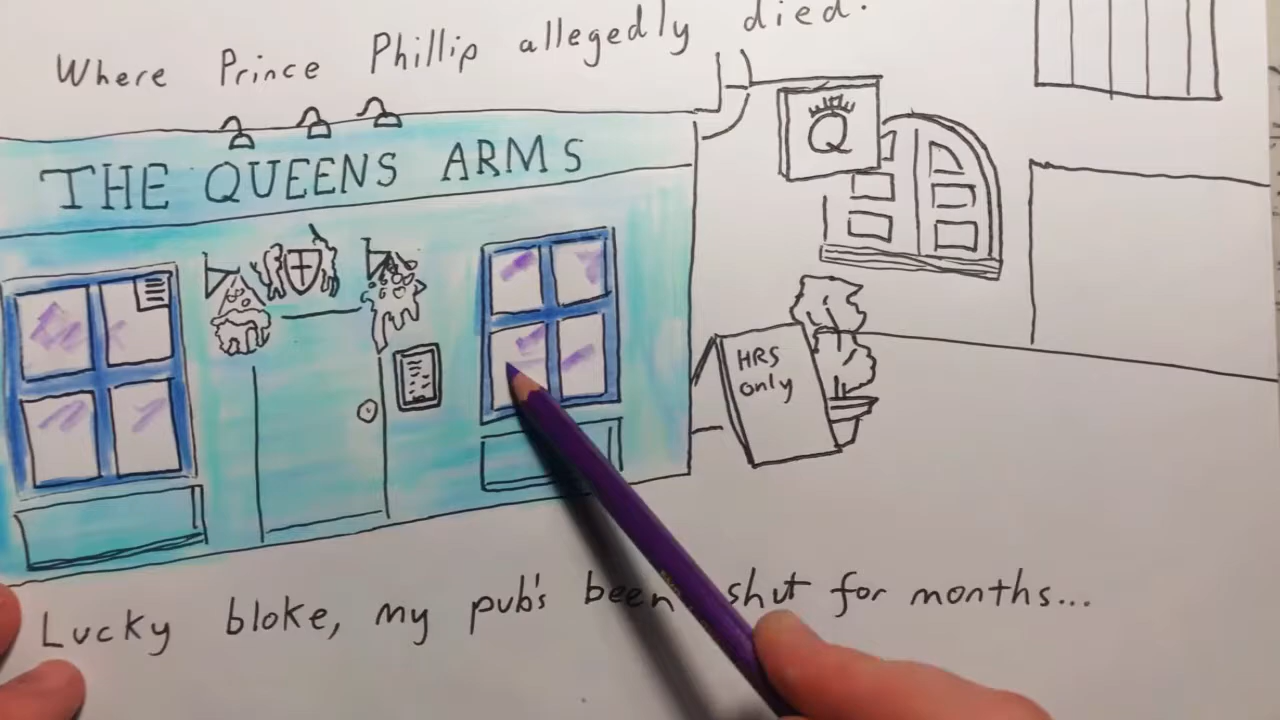 Where Prince Phillip allegedly died.
THE QUEENS ARMS
Q
HRS
only
Lucky bloke, my pub's been shut for months...